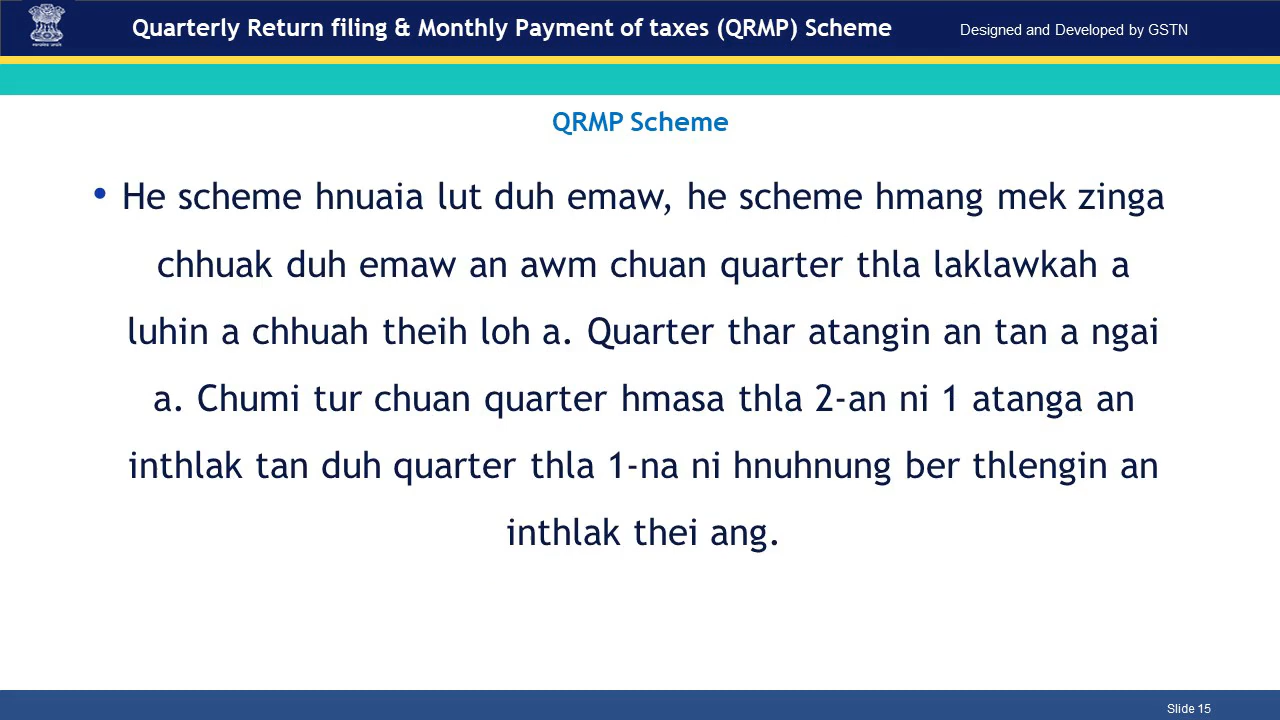 Quarterly Return filing & Monthly Payment of taxes (QRMP) Scheme
Designed and Developed by GSTN
QRMP Scheme
• He scheme hnuaia lut duh emaw, he scheme hmang mek zinga
chhuak duh emaw an awm chuan quarter thla laklawkah a
luhin a chhuah theih loh a. Quarter thar atangin an tan a ngai
a. Chumi tur chuan quarter hmasa thla 2-an ni 1 atanga an
inthlak tan duh quarter thla 1-na ni hnuhnung ber thlengin an
inthlak thei ang.
Slide 15